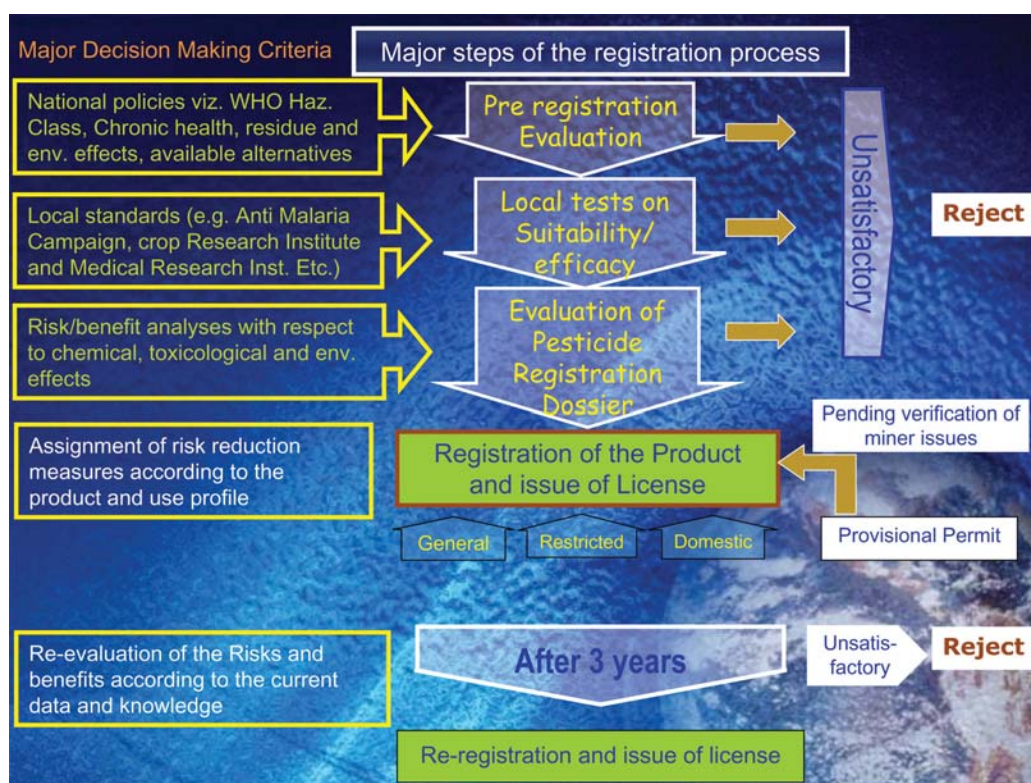 Major Decision Making Criteria
Major steps of the registration process
National policies viz. WHO Haz.
Class, Chronic health, residue and
env. effects, available alternatives
Pre registration
Evaluation
Unsatisfactory
Local standards (e.g. Anti Malaria
Campaign, crop Research Institute
and Medical Research Inst. Etc.)
Local tests on
Suitability/
efficacy
Reject
Risk/benefit analyses with respect
to chemical, toxicological and env.
effects
Evaluation of
Pesticide
Registration
Dossier
Pending verification of
miner issues
Assignment of risk reduction
measures according to the
product and use profile
Registration of the Product
and issue of License
General
Restricted
Domestic
Provisional Permit
Re-evaluation of the Risks and
benefits according to the current
data and knowledge
After 3 years
Unsatis-
factory
Reject
Re-registration and issue of license